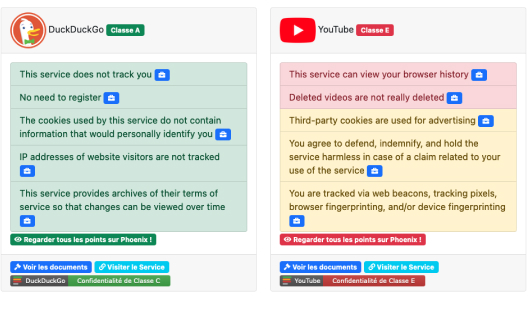 DuckDuckGo Classe A
This service does not track you
No need to register
The cookies used by this service do not contain
information that would personally identify you
IP addresses of website visitors are not tracked
This service provides archives of their terms of
service so that changes can be viewed over time
Regarder tous les points sur Phoenix !
Voir les documents Visiter le Service
DuckDuckGo Confidentialité de Classe C
YouTube Classe E
This service can view your browser history
Deleted videos are not really deleted
Third-party cookies are used for advertising
You agree to defend, indemnify, and hold the
service harmless in case of a claim related to your
use of the service
You are tracked via web beacons, tracking pixels,
browser fingerprinting, and/or device fingerprinting
Regarder tous les points sur Phoenix !
Voir les documents Visiter le Service
YouTube Confidentialité de Classe E